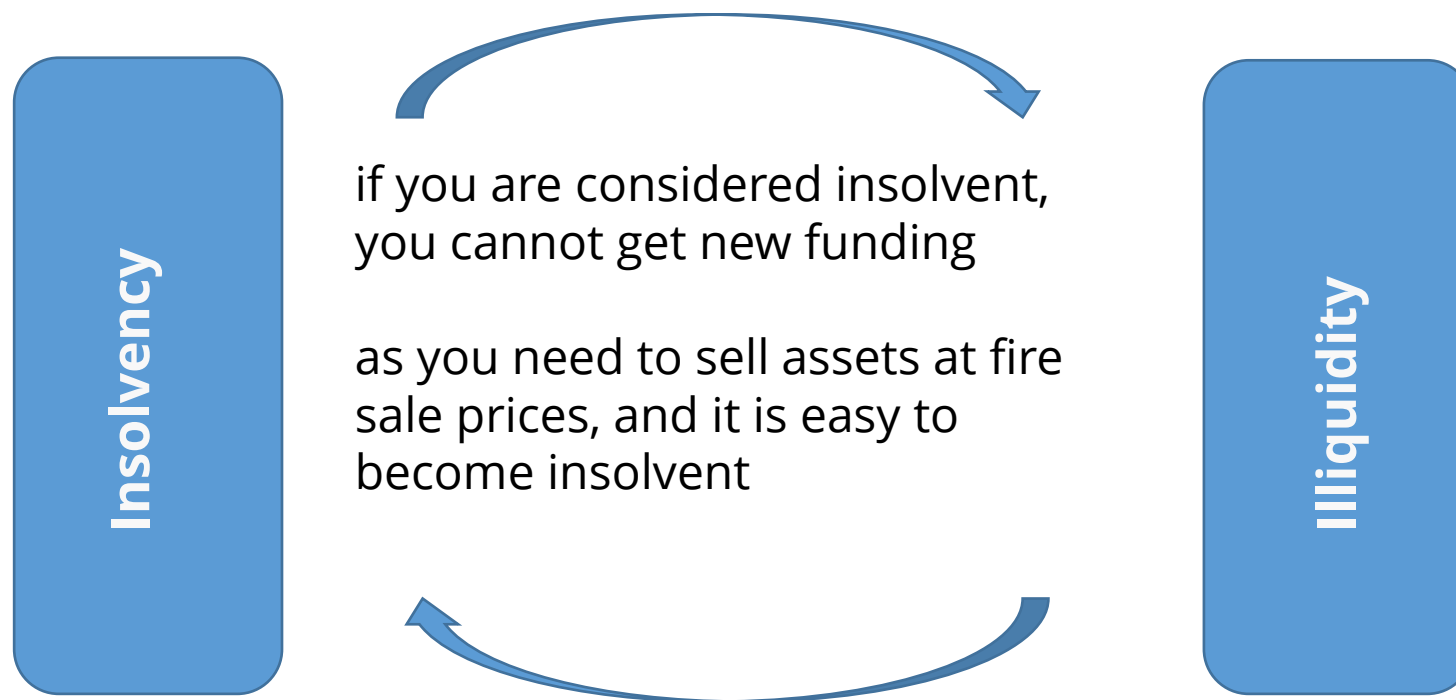 Insolvency
if you are considered insolvent,
you cannot get new funding
as you need to sell assets at fire
sale prices, and it is easy to
become insolvent
Illiquidity